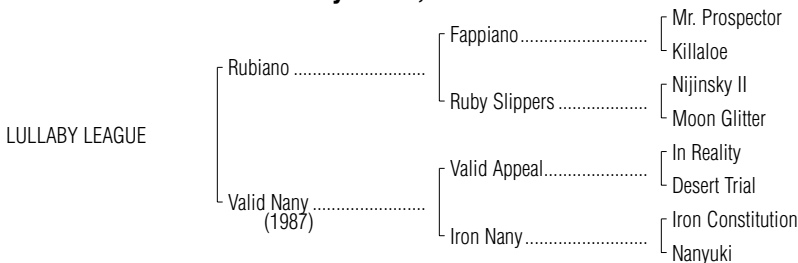 Mr. Prospector
Fappiano...........................
Killaloe
Rubiano ............................
Nijinsky II
Ruby Slippers ...................
Moon Glitter
LULLABY LEAGUE
In Reality
Valid Appeal......................
Desert Trial
Valid Nany ........................
(1987)
Iron Constitution
Iron Nany..........................
Nanyuki